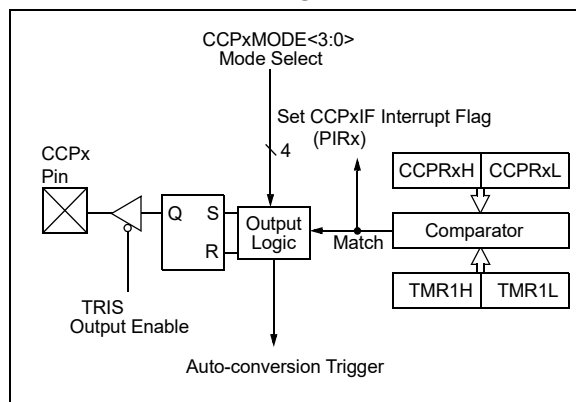 CCPxMODE<3:0>
Mode Select
Set CCPxIF Interrupt Flag
(PIRx)
4
CCPx
Pin
CCPRxH CCPRxL
Q S
R
Output
Logic
Match
Comparator
TRIS
Output Enable
TMR1H TMR1L
Auto-conversion Trigger